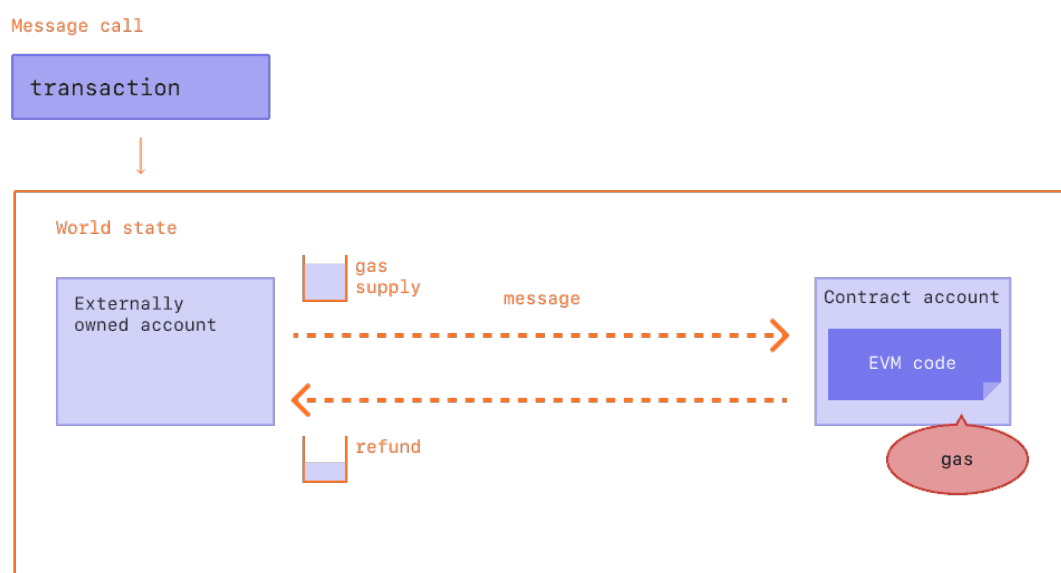 Message call
transaction
World state
gas
supply
message
Externally
owned account
Contract account
EVM code
refund
gas